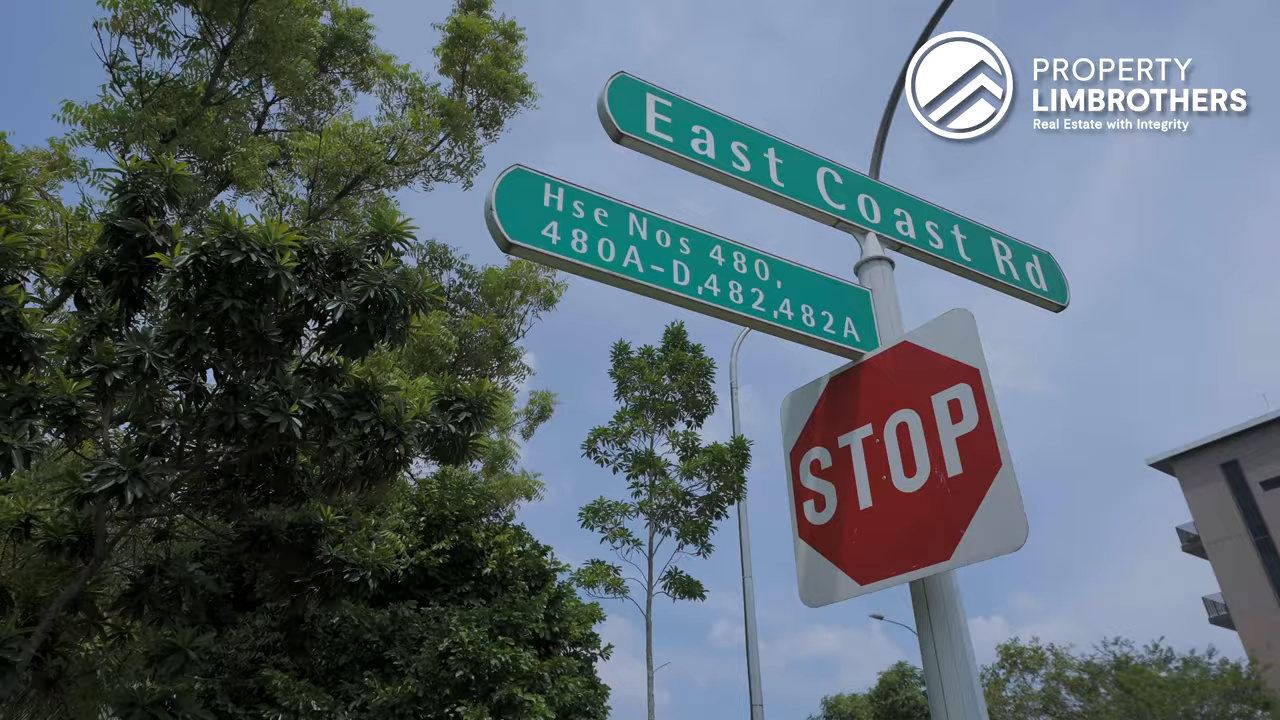 PROPERTY
LIMBROTHERS
Real Estate with Integrity
East Coast Rd
Hse Nos 480,
480A-D,482,482A
STOP